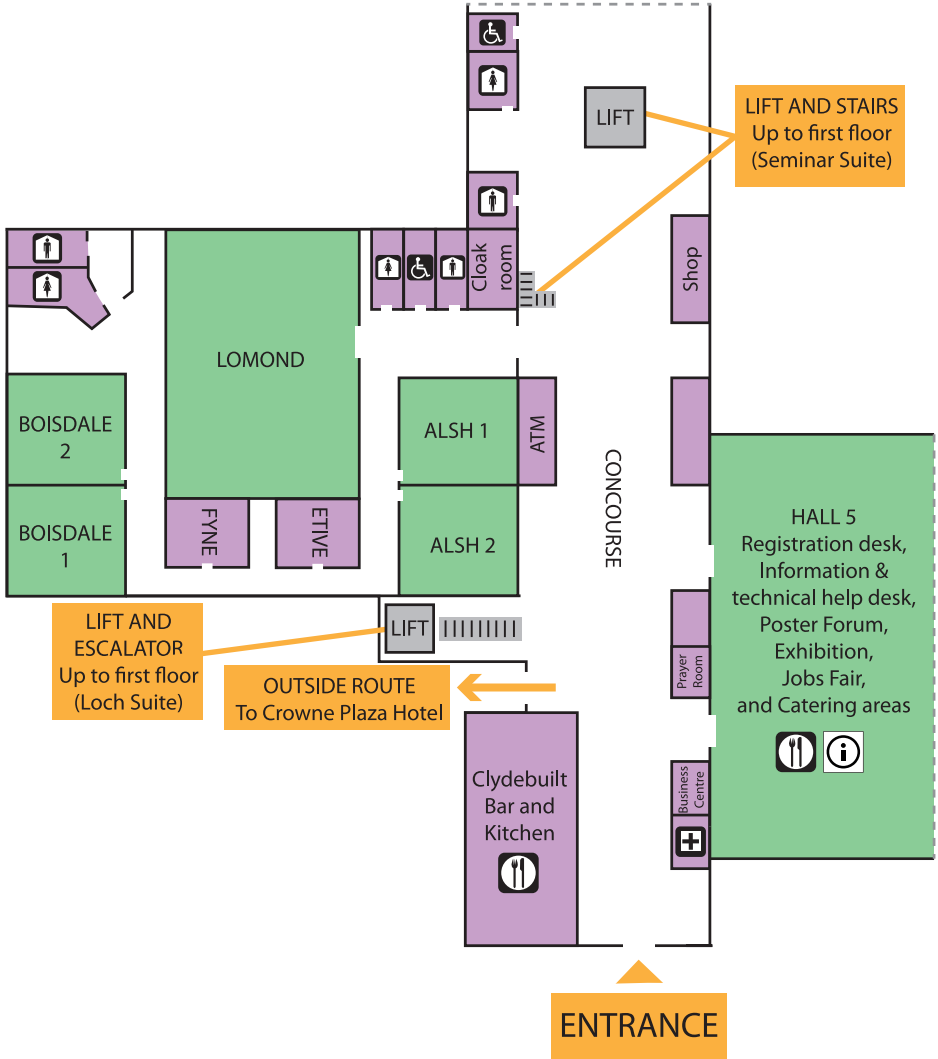 LIFT
LIFT AND STAIRS
Up to first floor
(Seminar Suite)
Cloak
room
Shop
LOMOND
BOISDALE
2
ALSH 1
ATM
CONCOURSE
BOISDALE
1
FYNE
ETIVE
ALSH 2
HALL 5
Registration desk,
Information &
technical help desk,
Poster Forum,
Exhibition,
Jobs Fair,
and Catering areas
i
LIFT AND
ESCALATOR
Up to first floor
(Loch Suite)
LIFT
OUTSIDE ROUTE
To Crowne Plaza Hotel
Prayer
Room
Clydebuilt
Bar and
Kitchen
Business
Centre
ENTRANCE